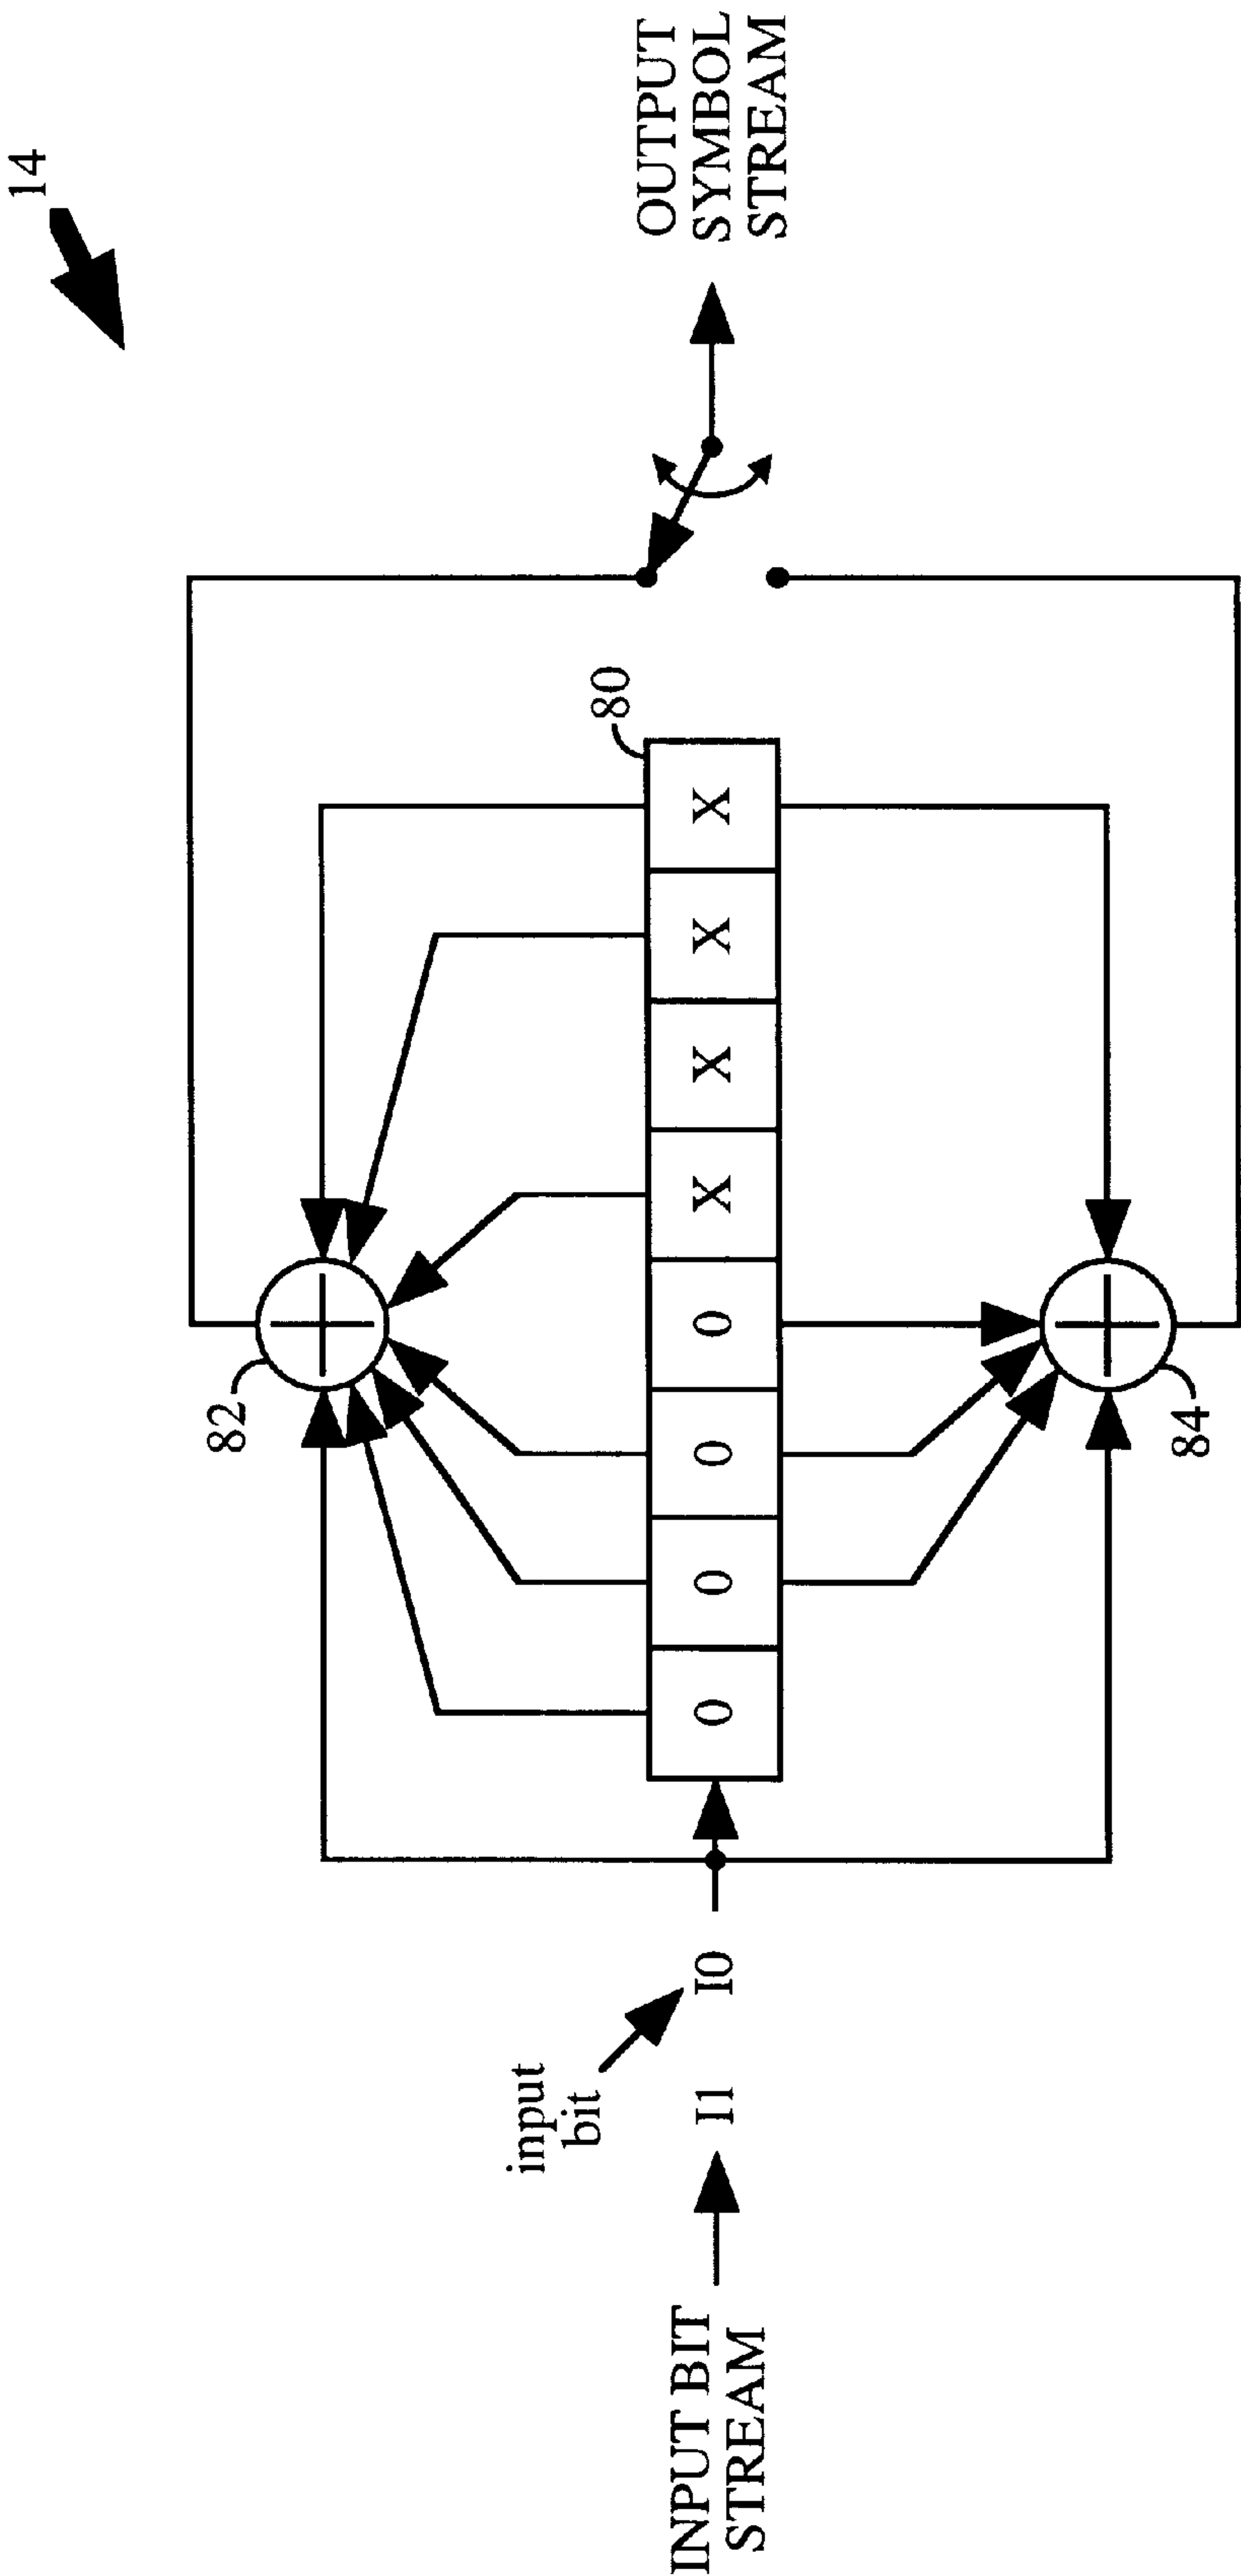 14
82
80
INPUT BIT
STREAM
I1
input
bit
I0
0 0 0 0 X X X X
OUTPUT
SYMBOL
STREAM
84